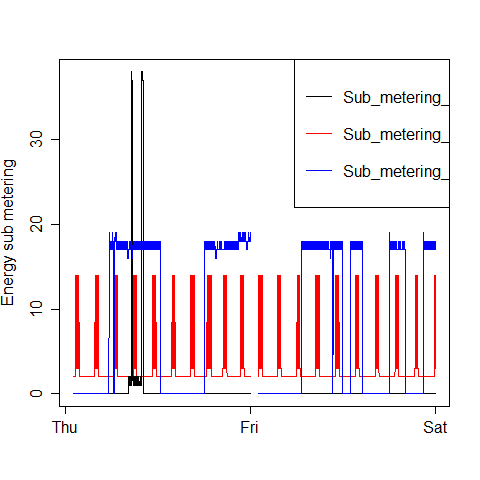 Energy sub metering
0
10
20
30
Thu
Fri
Sat
Sub_metering_
Sub_metering_
Sub_metering_